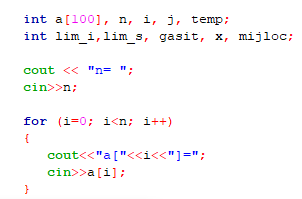 int a[100], n, i, j, temp;
int lim_i,lim_s, gasit, x, mijloc;
cout << "n= ";
cin>>n;
for (i=0; i<n; i++)
{
cout<<"a["<<i<<"]=";
cin>>a[i];
}